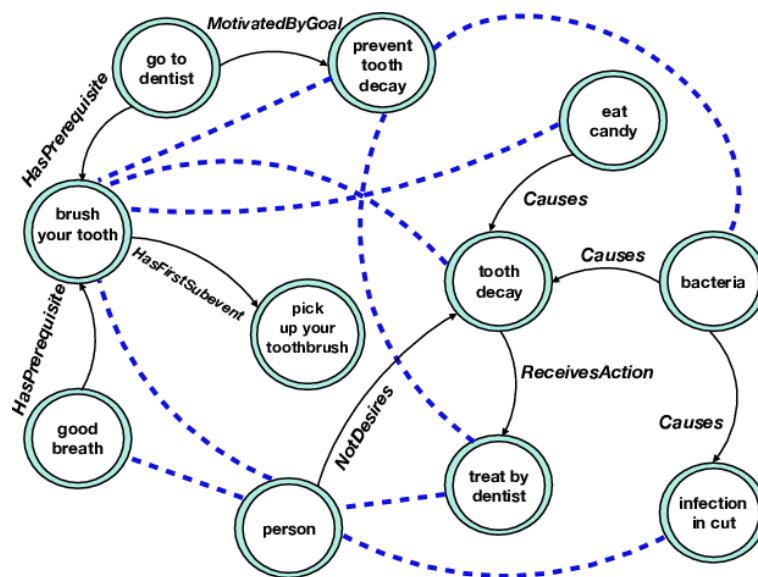 MotivatedByGoal
go to
dentist
prevent
tooth
decay
HasPrerequisite
eat
candy
Causes
brush
your tooth
HasFirstSubevent
tooth
decay
Causes
bacteria
pick
up your
toothbrush
HasPrerequisite
good
breath
NotDesires
ReceivesAction
Causes
person
treat by
dentist
infection
in cut